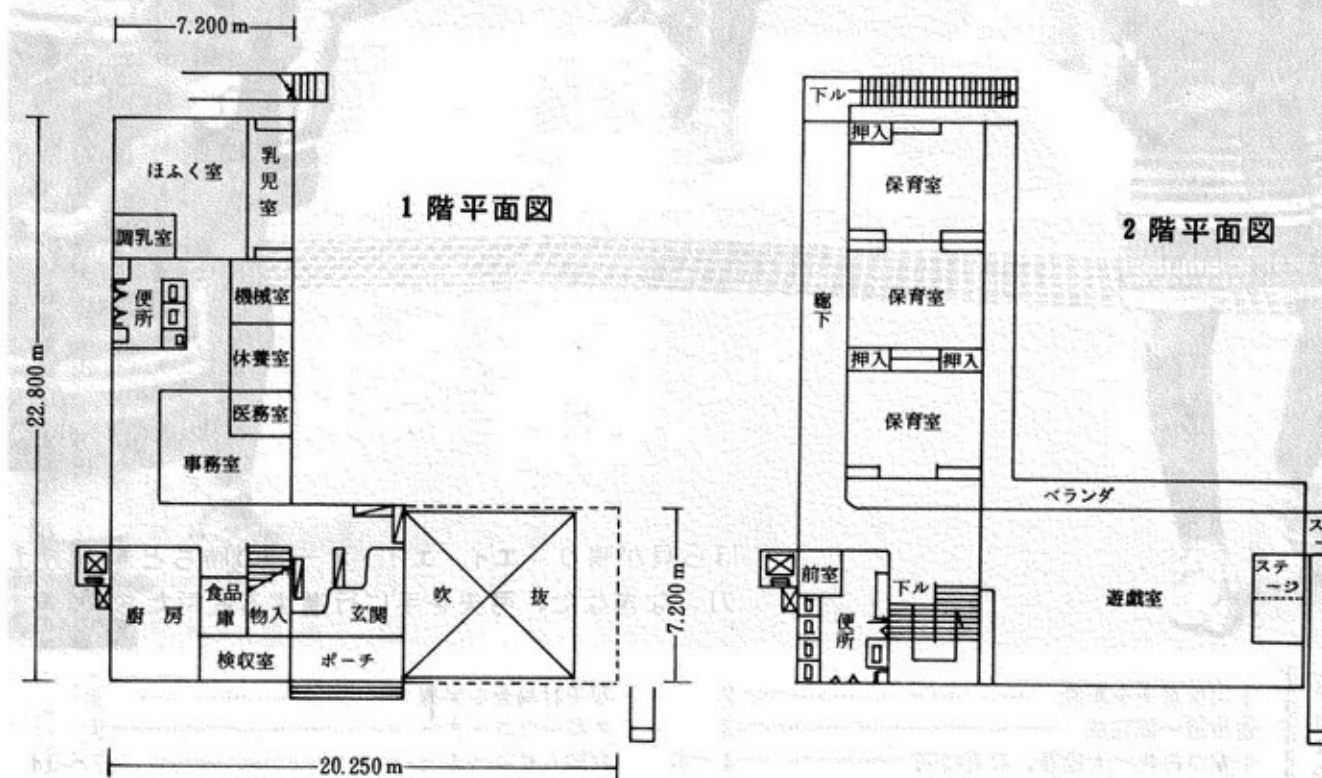 7.200 m
ほふく室
乳児室
調乳室
1 階平面図
便所
機械室
休養室
医務室
事務室
22.800 m
厨 房
食品庫
物入
玄関
検収室
ポーチ
吹 抜
7.200 m
20.250 m
下ル
押入
保育室
2 階平面図
廊下
保育室
押入
押入
保育室
ベランダ
前室
便所
下ル
遊戯室
ステージ